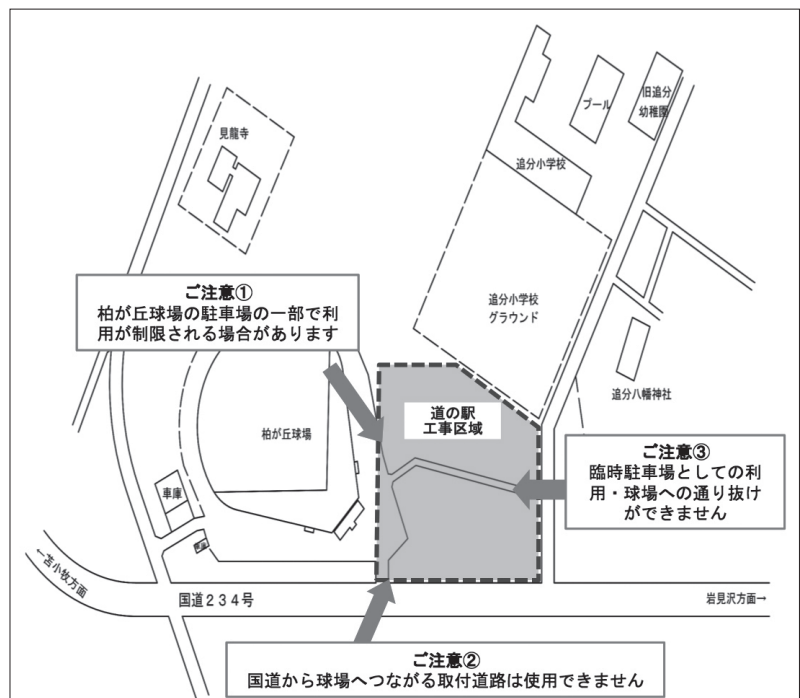 見龍寺
プール
旧追分
幼稚園
追分小学校
ご注意①
柏が丘球場の駐車場の一部で利
用が制限される場合があります
追分小学校
グラウンド
追分八幡神社
道の駅
工事区域
柏が丘球場
ご注意③
臨時駐車場としての利
用・球場への通り抜け
ができません
車庫
←苫小牧方面
国道234号
岩見沢方面→
ご注意②
国道から球場へつながる取付道路は使用できません